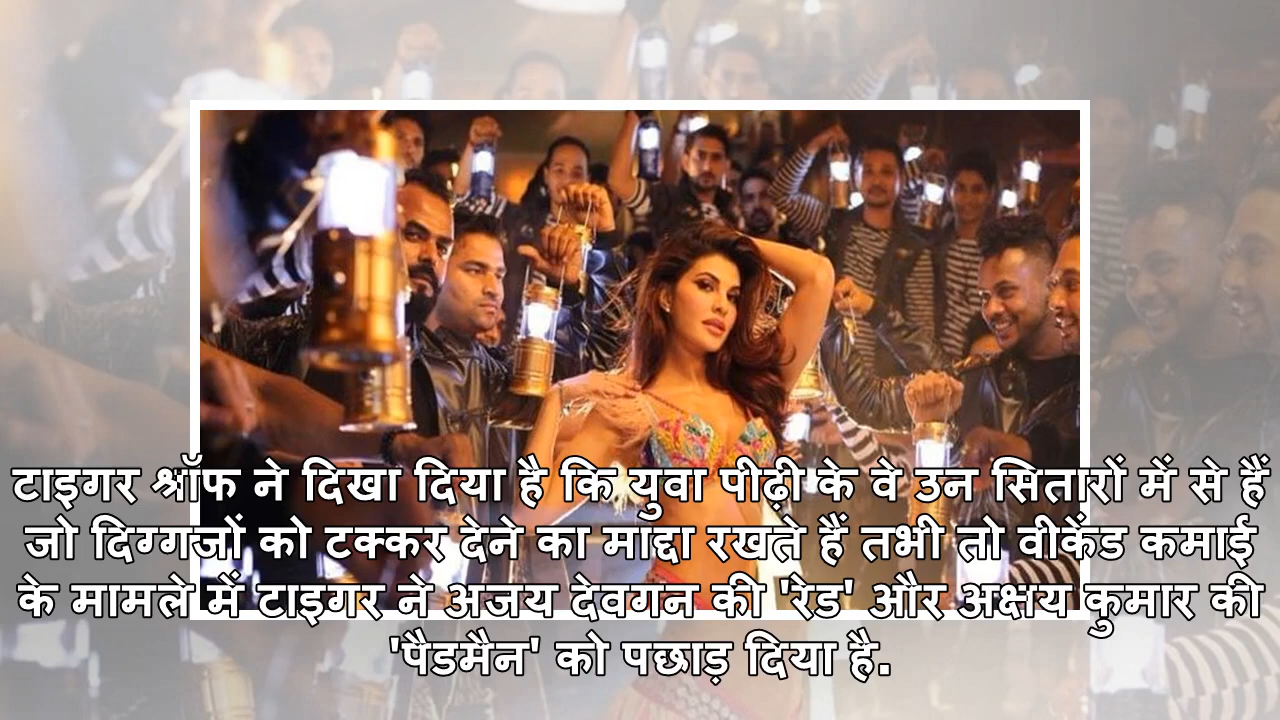 टाइगर श्रॉफ ने दिखा दिया है कि युवा पीढ़ी के वे उन सितारों में से हैं
जो दिग्गजों को टक्कर देने का माद्दा रखते हैं तभी तो वीकेंड कमाई
के मामले में टाइगर ने अजय देवगन की 'रेड' और अक्षय कुमार की
'पैडमैन' को पछाड़ दिया है.